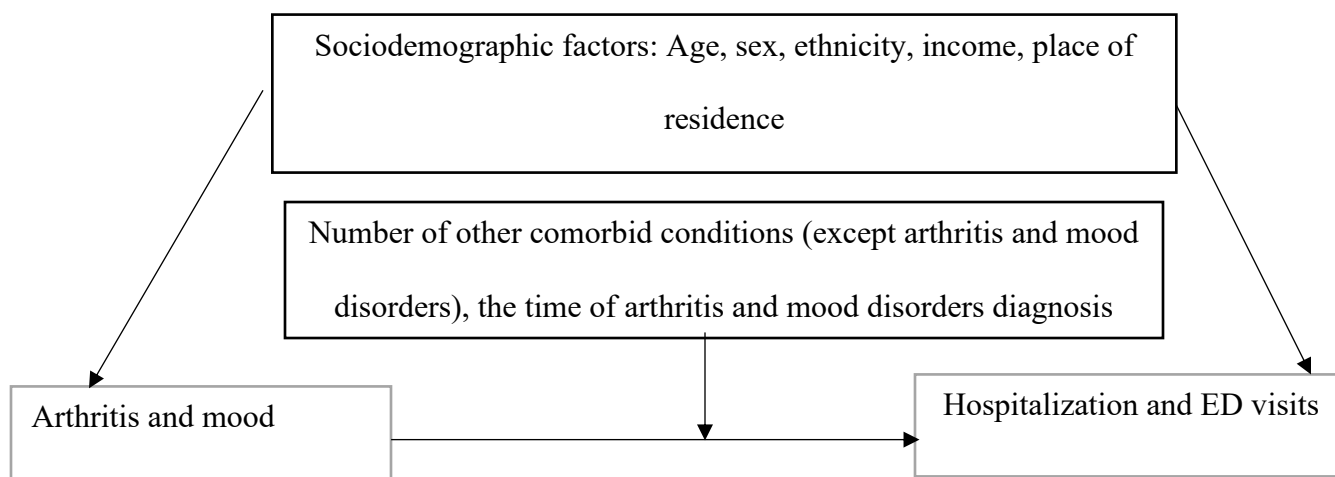 Sociodemographic factors: Age, sex, ethnicity, income, place of
residence
Number of other comorbid conditions (except arthritis and mood
disorders), the time of arthritis and mood disorders diagnosis
Arthritis and mood
Hospitalization and ED visits